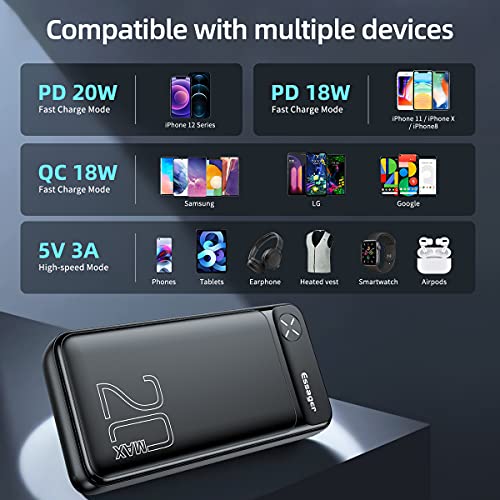 Compatible with multiple devices
PD 20W
Fast Charge Mode
iPhone 12 Series
PD 18W
Fast Charge Mode
iPhone 11 / iPhone X
/ iPhone8
QC 18W
Fast Charge Mode
Samsung
LG
Google
5V 3A
High-speed Mode
Phones
Tablets
Earphone
Heated vest
Smartwatch
Airpods
Essager
20
MAX